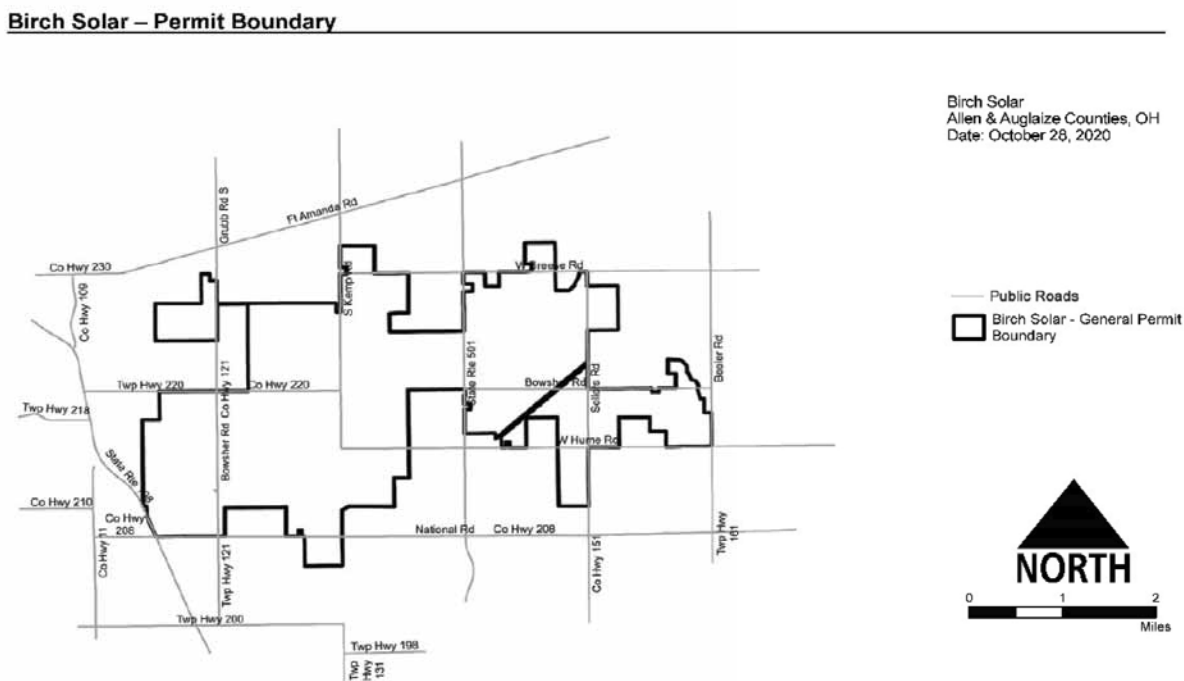 Birch Solar – Permit Boundary
Birch Solar
Allen & Auglaize Counties, OH
Date: October 28, 2020
Grubb Rd S
Ft Amanda Rd
Co Hwy 230
Co Hwy 109
S Kemp Rd
W Breese Rd
Public Roads
Birch Solar - General Permit
Boundary
Beeler Rd
State Rte 501
Sellers Rd
Twp Hwy 220
Co Hwy 121
Co Hwy 220
Bowsher Rd
Twp Hwy 218
Bowsher Rd
W Hume Rd
State Rte 198
Co Hwy 210
Co Hwy
208
National Rd
Co Hwy 208
Co Hwy 11
Twp Hwy 121
Co Hwy 151
Twp Hwy
161
NORTH
0 1 2
Miles
Twp Hwy 200
Twp Hwy 198
Twp
Hwy
131